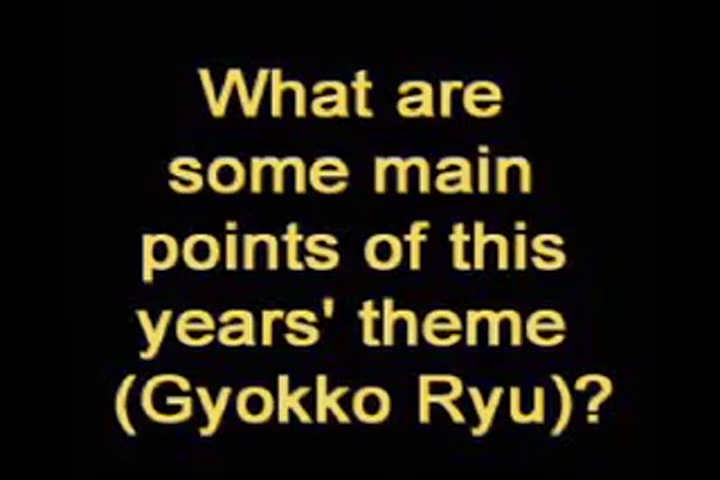 What are
some main
points of this
years' theme
(Gyokko Ryu)?